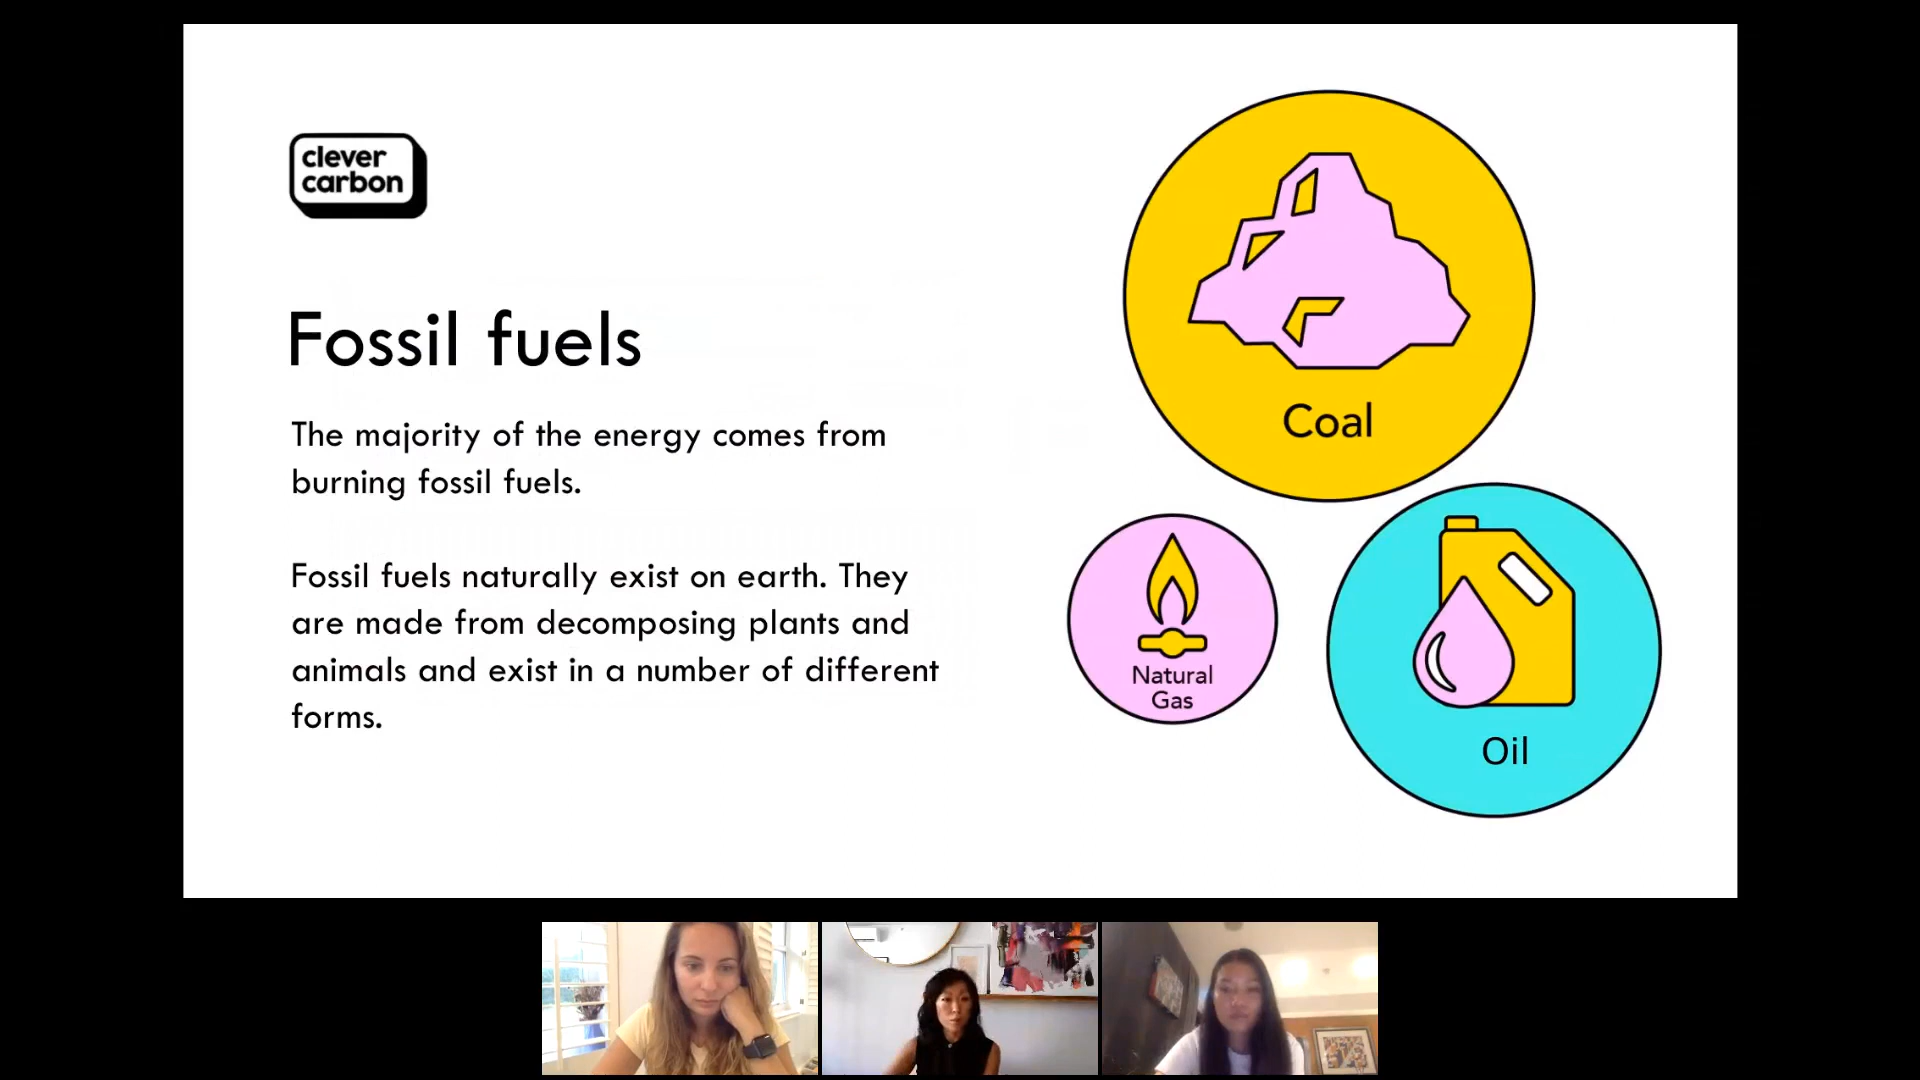 clever
carbon
Fossil fuels
The majority of the energy comes from
burning fossil fuels.
Fossil fuels naturally exist on earth. They
are made from decomposing plants and
animals and exist in a number of different
forms.
Coal
Natural
Gas
Oil